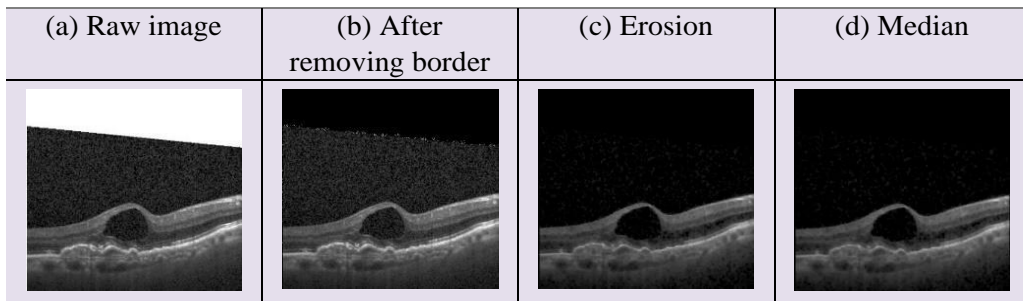 (a) Raw image
(b) After
removing border
(c) Erosion
(d) Median